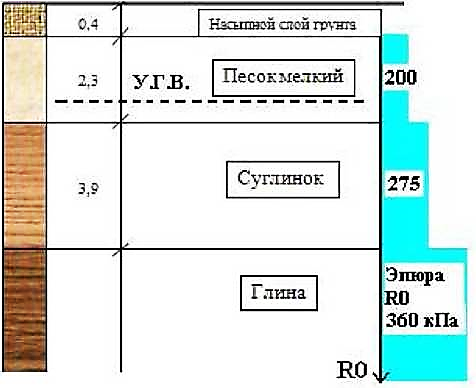 0,4
Насыпной слой грунта
2,3
У.Г.В.
Песок мелкий
200
3,9
Суглинок
275
Глина
Эпюра
R0
360 кПа
R0